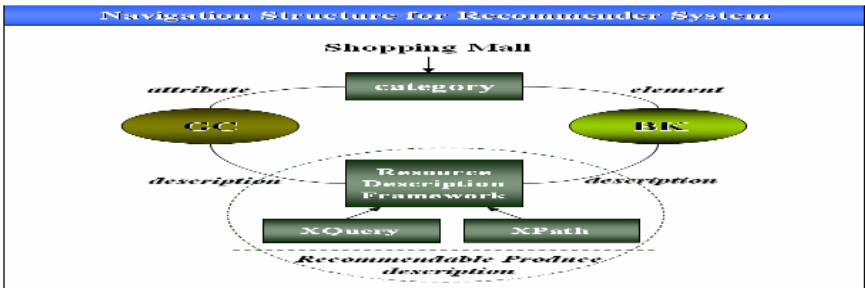 Navigation Structure for Recommender System
Shopping Mall
attribute
category
element
GC
BK
description
Resource
Description
Framework
description
XQuery
XPath
Recommendable Produce
description